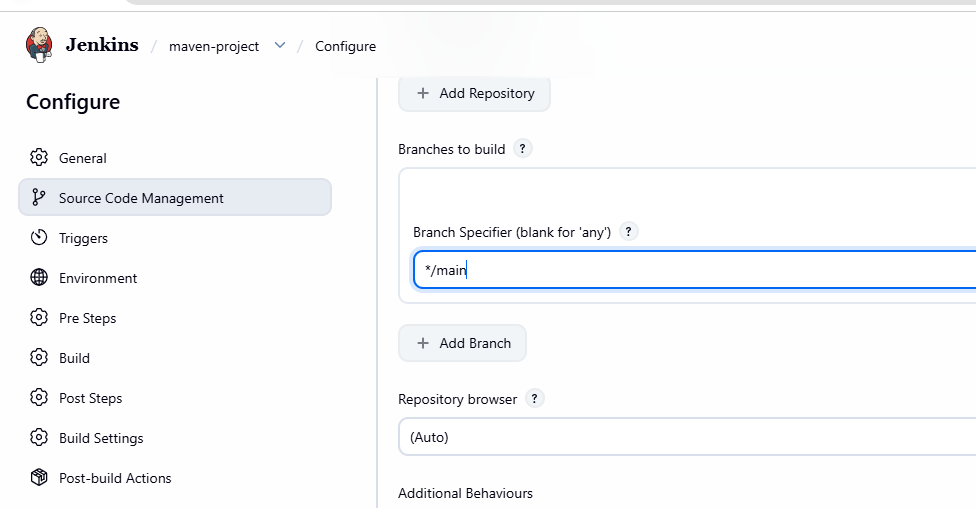 Jenkins / maven-project / Configure
Configure
General
Source Code Management
Triggers
Environment
Pre Steps
Build
Post Steps
Build Settings
Post-build Actions
+ Add Repository
Branches to build ?
Branch Specifier (blank for 'any') ?
*/main
+ Add Branch
Repository browser ?
(Auto)
Additional Behaviours